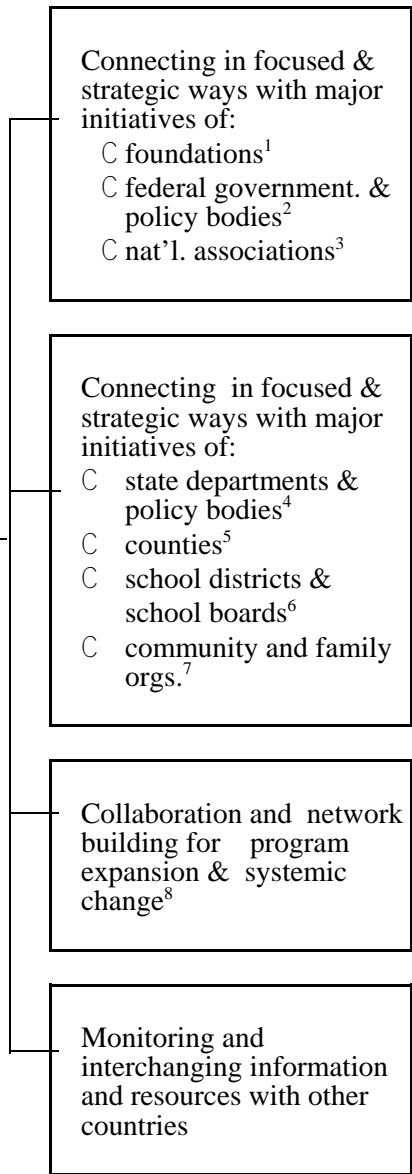 Connecting in focused &
strategic ways with major
initiatives of:
C foundations¹
C federal government. &
policy bodies²
C nat’l. associations³
Connecting in focused &
strategic ways with major
initiatives of:
C state departments &
policy bodies⁴
C counties⁵
C school districts &
school boards⁶
C community and family
orgs.⁷
Collaboration and network
building for program
expansion & systemic
change⁸
Monitoring and
interchanging information
and resources with other
countries